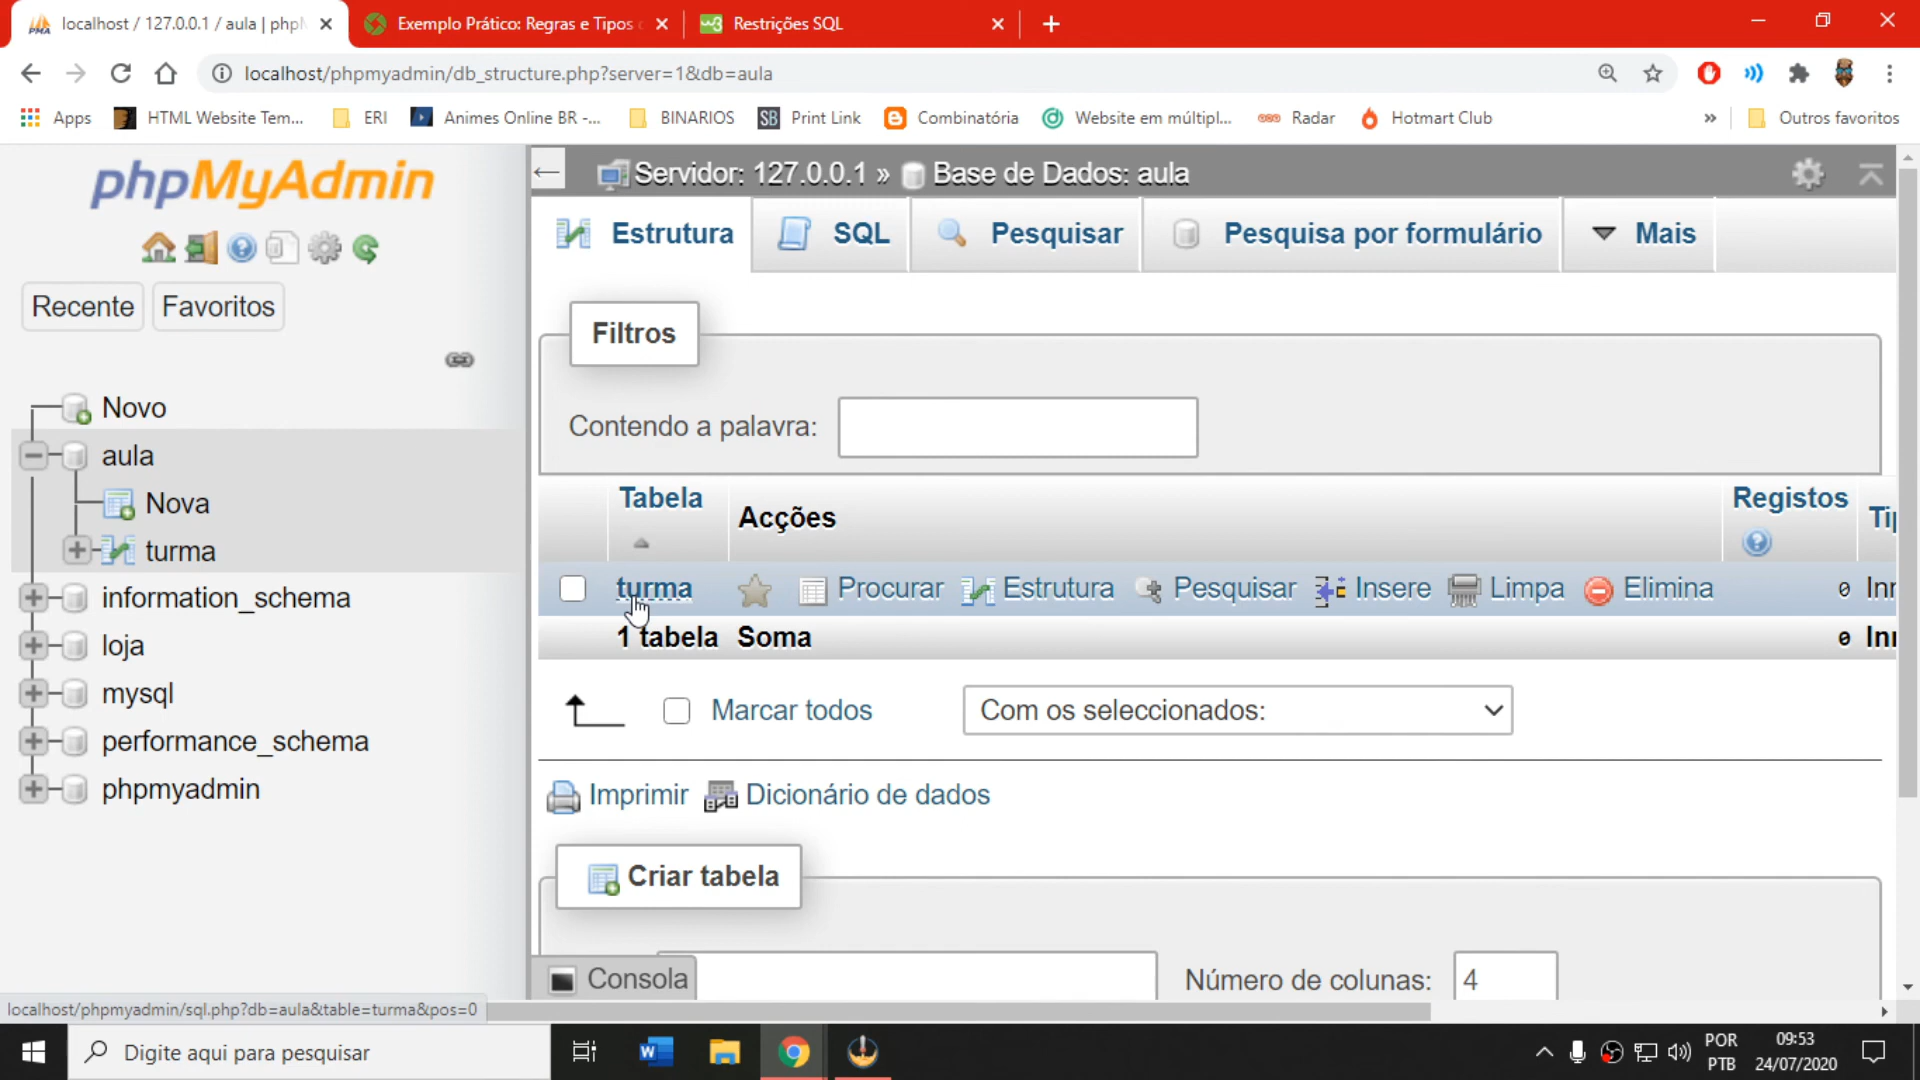 localhost / 127.0.0.1 / aula | phpM
Exemplo Prático: Regras e Tipos
Restrições SQL
localhost/phpmyadmin/db_structure.php?server=1&db=aula
Apps
HTML Website Tem...
ERI
Animes Online BR -...
BINARIOS
SB
Print Link
Combinatória
Website em múltipl...
Radar
Hotmart Club
»
Outros favoritos
phpMyAdmin
Recente
Favoritos
Novo
aula
Nova
turma
information_schema
loja
mysql
performance_schema
phpmyadmin
Servidor: 127.0.0.1 » Base de Dados: aula
Estrutura
SQL
Pesquisar
Pesquisa por formulário
Mais
Filtros
Contendo a palavra:
Tabela
Acções
Registos
Tip
turma
Procurar
Estrutura
Pesquisar
Insere
Limpa
Elimina
0
1 tabela
Soma
0
Marcar todos
Com os seleccionados:
Imprimir
Dicionário de dados
Criar tabela
Número de colunas:
4
Consola
localhost/phpmyadmin/sql.php?db=aula&table=turma&pos=0
Digite aqui para pesquisar
POR
PTB
09:53
24/07/2020